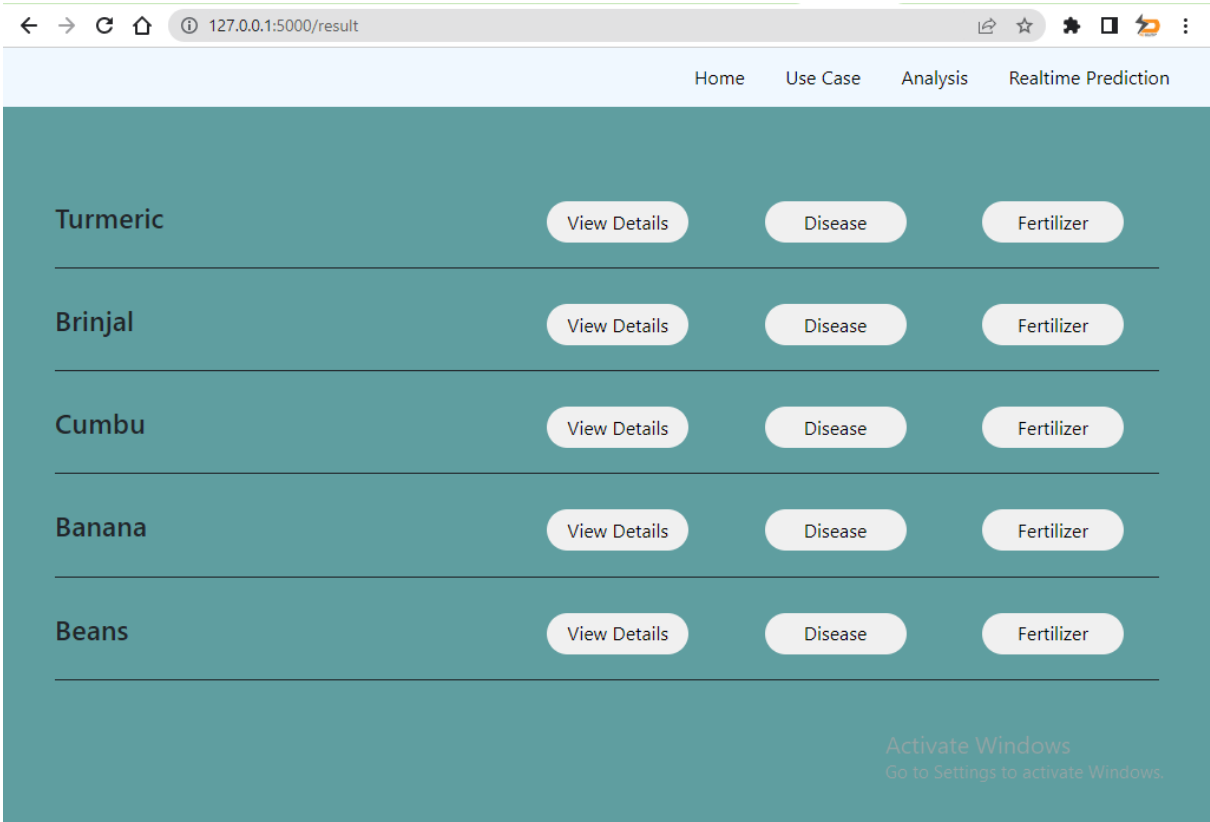 127.0.0.1:5000/result
Home Use Case Analysis Realtime Prediction
Turmeric View Details Disease Fertilizer
Brinjal View Details Disease Fertilizer
Cumbu View Details Disease Fertilizer
Banana View Details Disease Fertilizer
Beans View Details Disease Fertilizer
Activate Windows
Go to Settings to activate Windows.